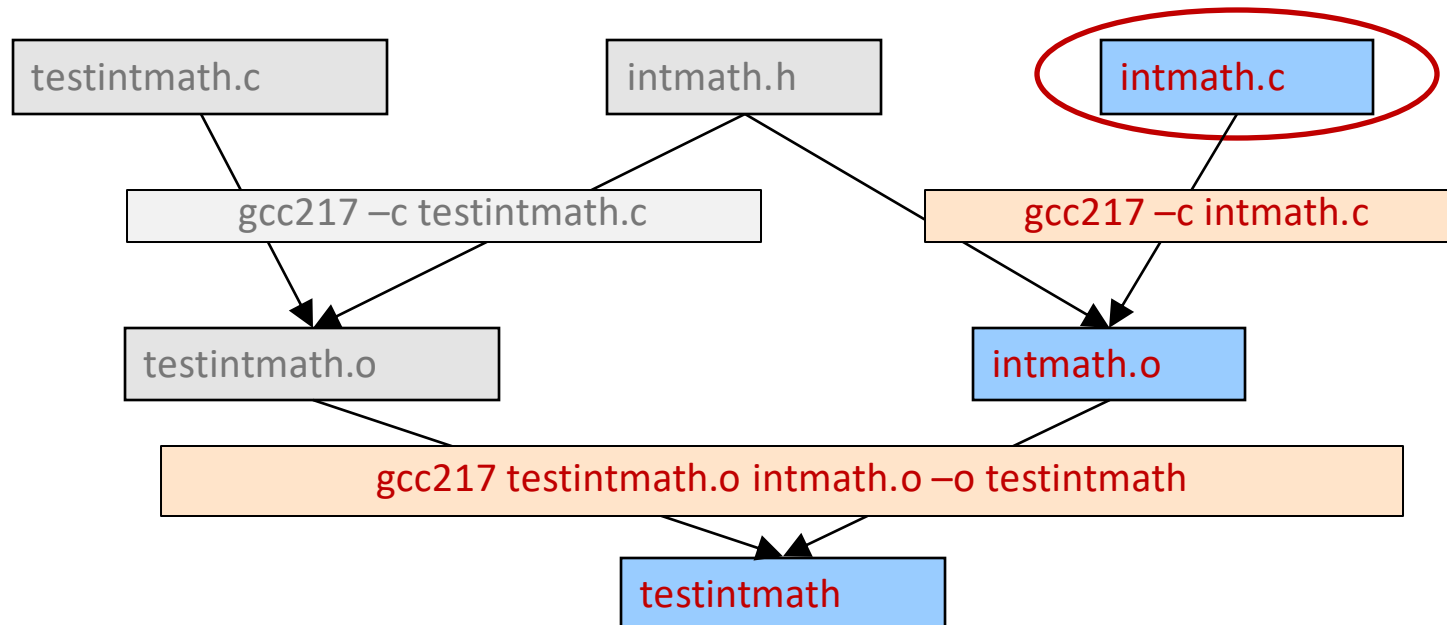 testintmath.c
intmath.h
intmath.c
gcc217 –c testintmath.c
gcc217 –c intmath.c
testintmath.o
intmath.o
gcc217 testintmath.o intmath.o –o testintmath
testintmath